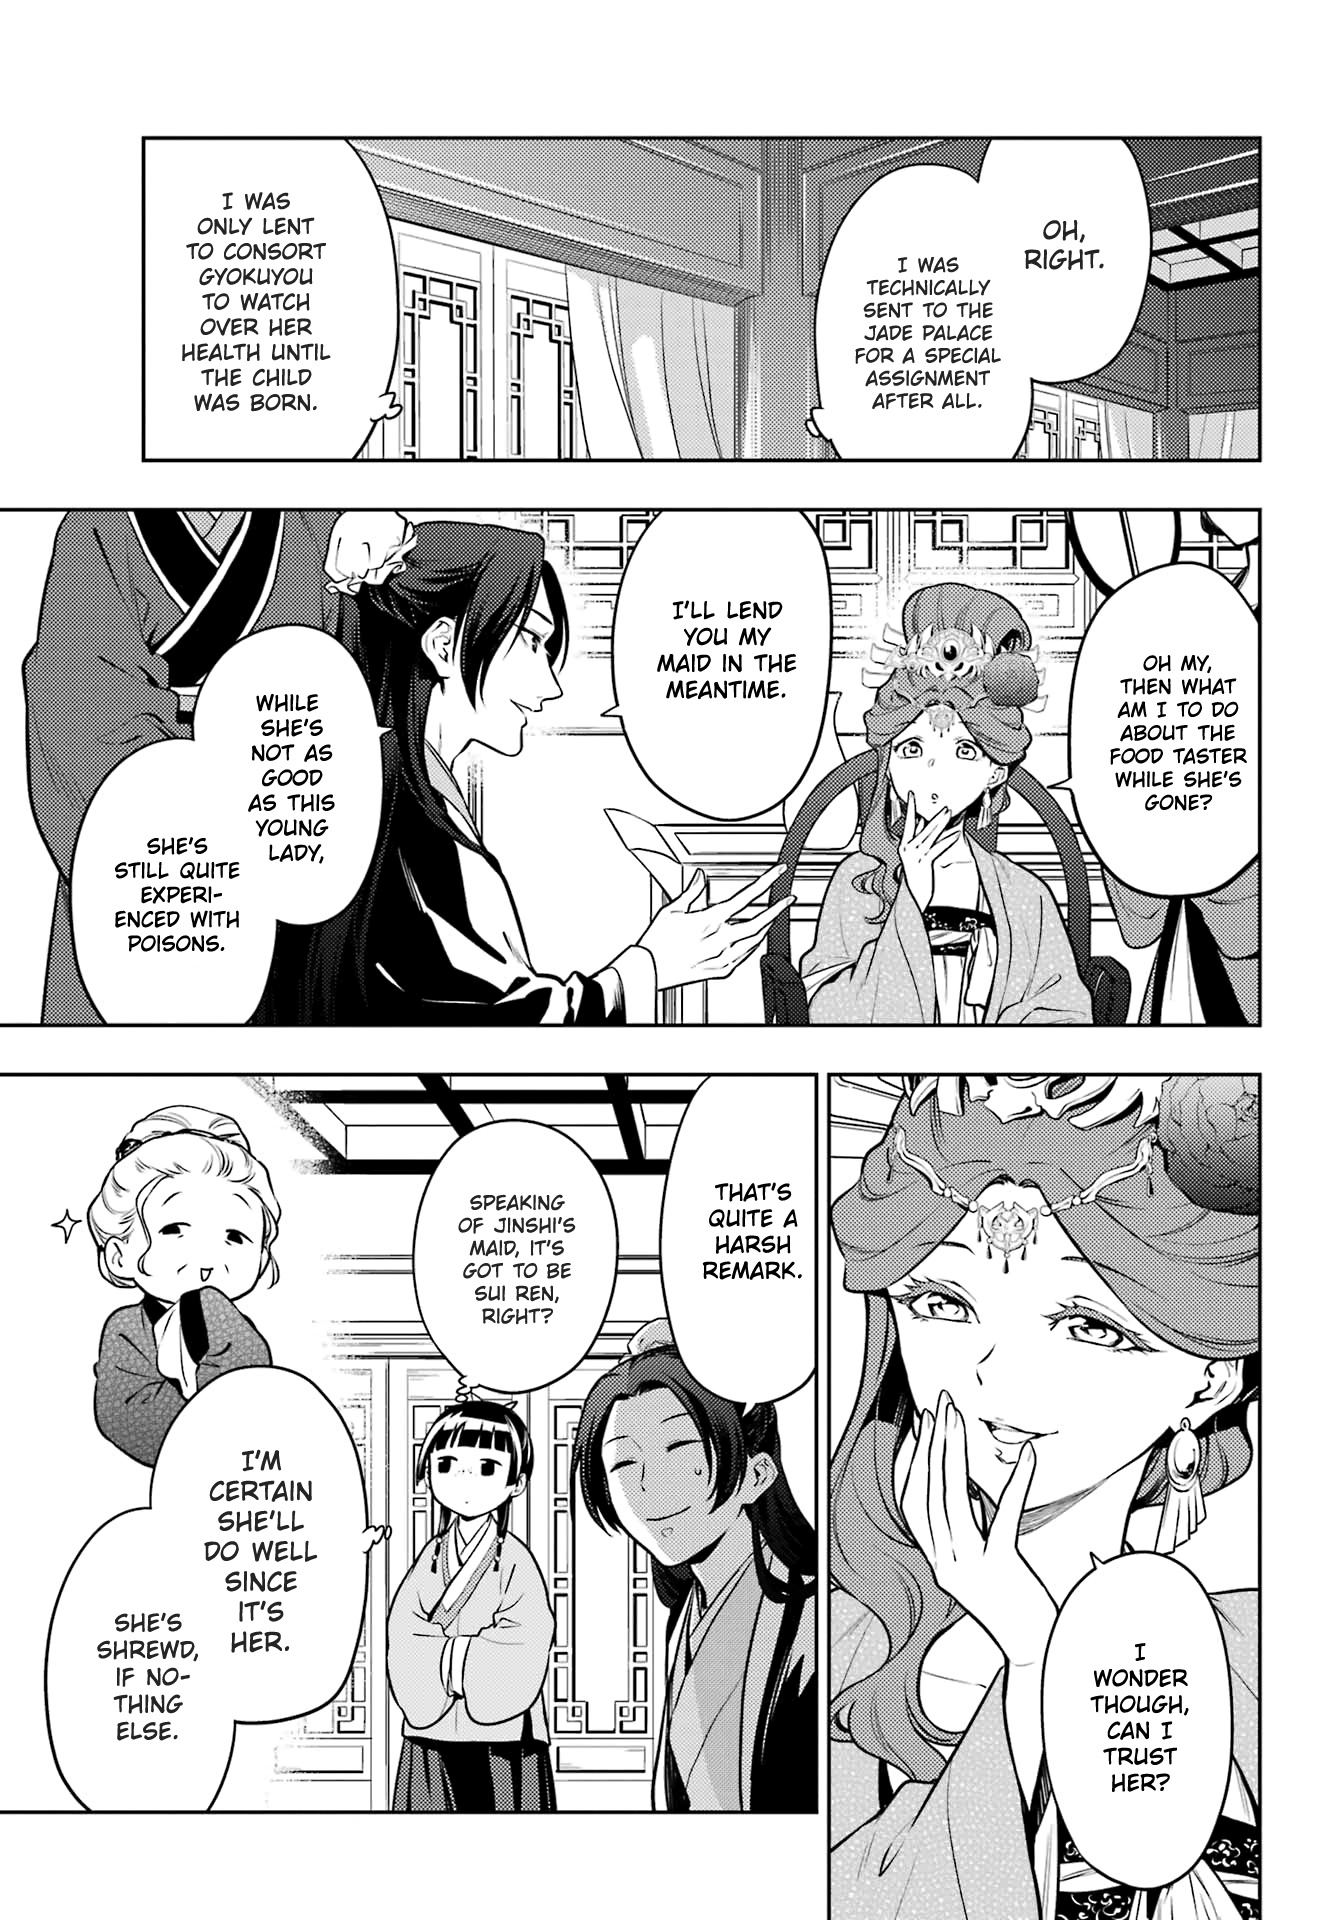 OH,
RIGHT.
I WAS
TECHNICALLY
SENT TO THE
JADE PALACE
FOR A SPECIAL
ASSIGNMENT
AFTER ALL.
I WAS
ONLY LENT
TO CONSORT
GYOKUYOU
TO WATCH
OVER HER
HEALTH UNTIL
THE CHILD
WAS BORN.
OH MY,
THEN WHAT
AM I TO DO
ABOUT THE
FOOD TASTER
WHILE SHE'S
GONE?
I'LL LEND
YOU MY
MAID IN THE
MEANTIME.
WHILE
SHE'S
NOT AS
GOOD
AS THIS
YOUNG
LADY,
SHE'S
STILL QUITE
EXPERI-
ENCED WITH
POISONS.
I
WONDER
THOUGH,
CAN I
TRUST
HER?
THAT'S
QUITE A
HARSH
REMARK.
SPEAKING
OF JINSHI'S
MAID, IT'S
GOT TO BE
SUI REN,
RIGHT?
I'M
CERTAIN
SHE'LL
DO WELL
SINCE
IT'S
HER.
SHE'S
SHREWD,
IF NO-
THING
ELSE.